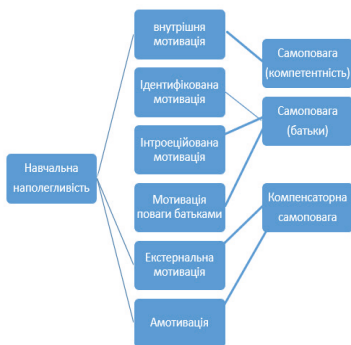 внутрішня
мотивація
Ідентифікована
мотивація
Інтроеційована
мотивація
Мотивація
поваги батьками
Екстернальна
мотивація
Амотивація
Навчальна
наполегливість
Самоповага
(компетентність)
Самоповага
(батьки)
Компенсаторна
самоповага